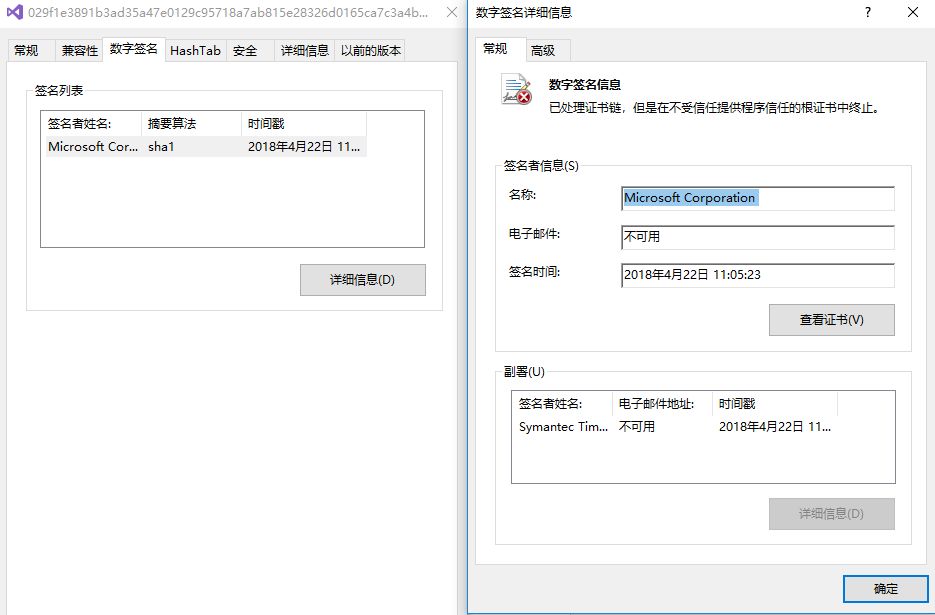 029f1e3891b3ad35a47e0129c95718a7ab815e28326d0165ca7c3a4b...
常规 兼容性 数字签名 HashTab 安全 详细信息 以前的版本
签名列表
签名者姓名: 摘要算法 时间戳
Microsoft Cor... sha1 2018年4月22日 11...
详细信息(D)
数字签名详细信息
?
常规 高级
数字签名信息
已处理证书链，但是在不受信任提供程序信任的根证书中终止。
签名者信息(S)
名称: Microsoft Corporation
电子邮件: 不可用
签名时间: 2018年4月22日 11:05:23
查看证书(V)
副署(U)
签名者姓名: 电子邮件地址: 时间戳
Symantec Tim... 不可用 2018年4月22日 11...
详细信息(D)
确定